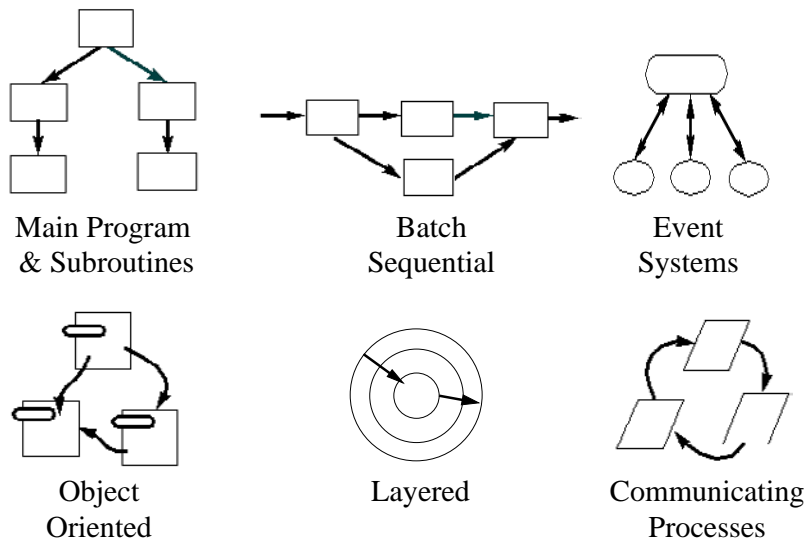 Main Program
& Subroutines
Batch
Sequential
Event
Systems
Object
Oriented
Layered
Communicating
Processes